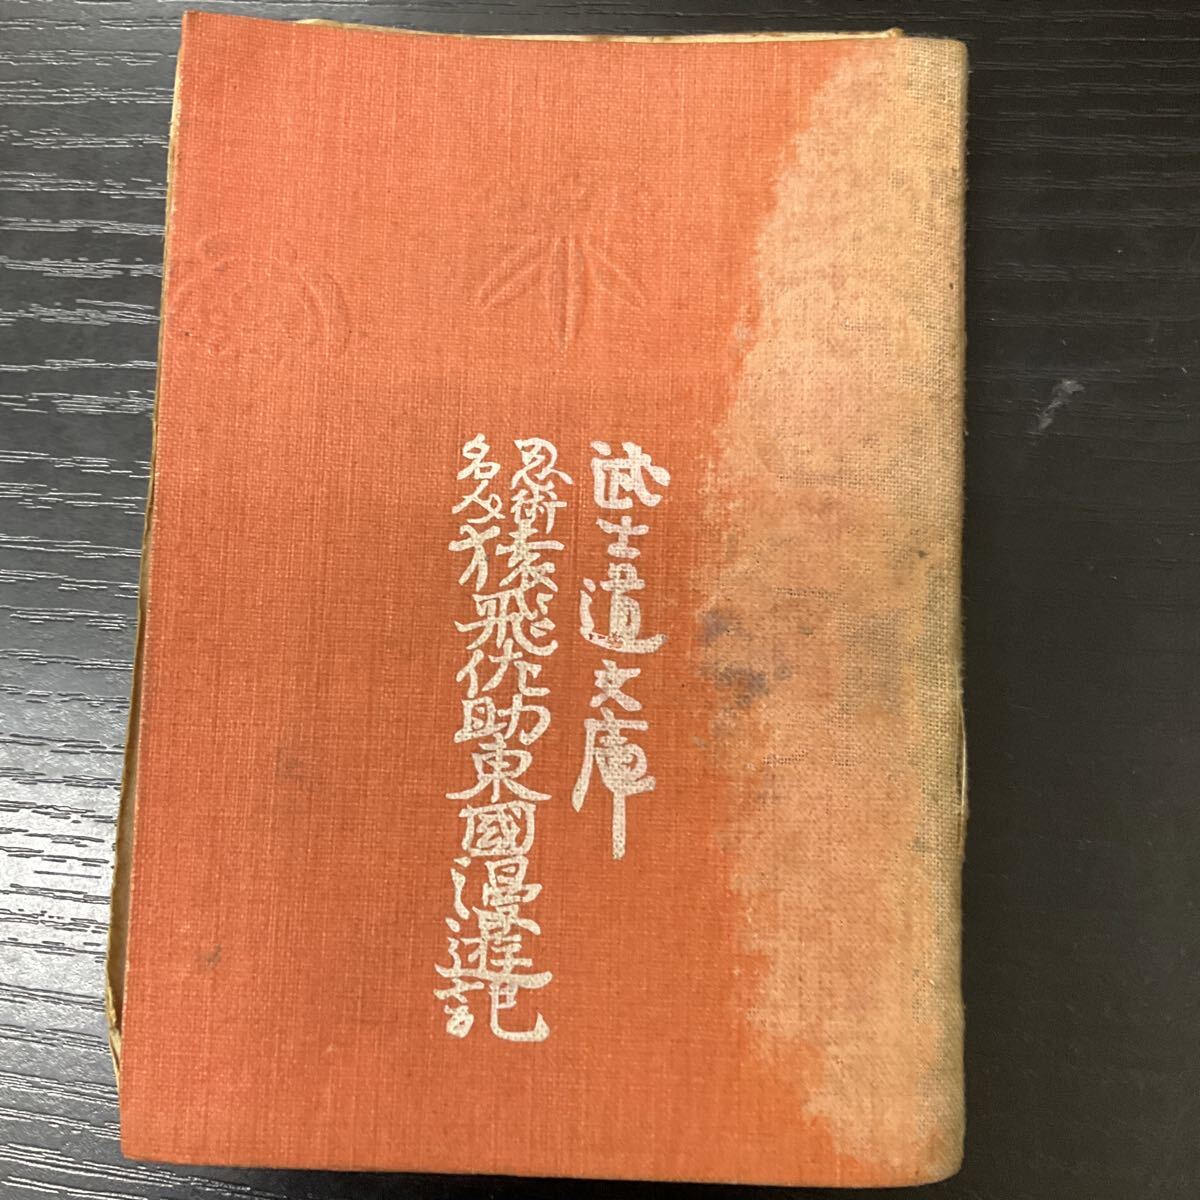 武士道文庫
忍術
名人
猿飛佐助東國漫遊記